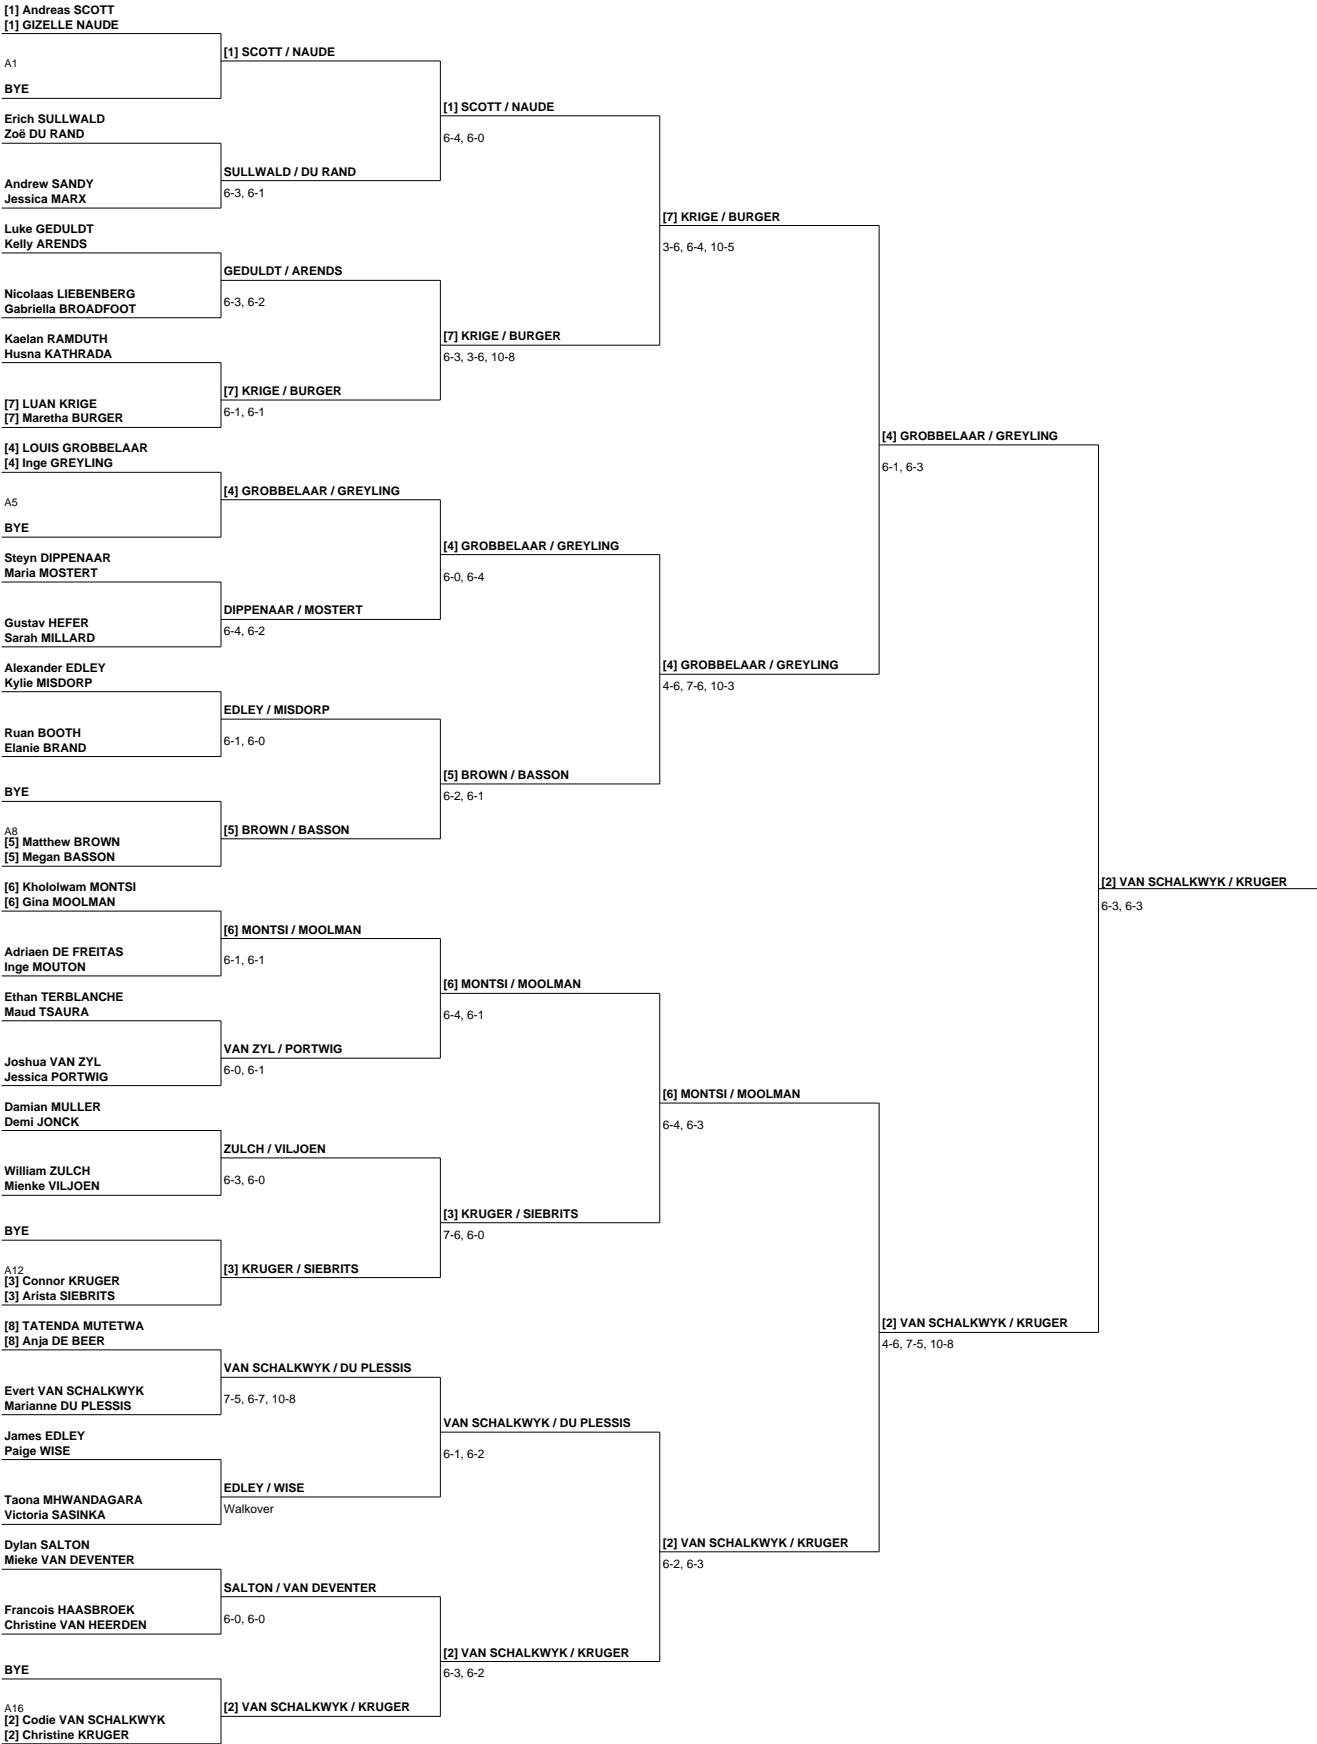 [1] Andreas SCOTT
[1] GIZELLE NAUDE
[1] SCOTT / NAUDE
A1
BYE
[1] SCOTT / NAUDE
Erich SULLWALD
Zoë DU RAND
6-4, 6-0
SULLWALD / DU RAND
Andrew SANDY
Jessica MARX
6-3, 6-1
[7] KRIGE / BURGER
Luke GEDULDT
Kelly ARENDS
3-6, 6-4, 10-5
GEDULDT / ARENDS
Nicolaas LIEBENBERG
Gabriella BROADFOOT
6-3, 6-2
Kaelan RAMDUTH
Husna KATHRADA
[7] KRIGE / BURGER
6-3, 3-6, 10-8
[7] KRIGE / BURGER
[7] LUAN KRIGE
[7] Maretha BURGER
6-1, 6-1
[4] GROBBELAAR / GREYLING
[4] LOUIS GROBBELAAR
[4] Inge GREYLING
6-1, 6-3
[4] GROBBELAAR / GREYLING
A5
BYE
[4] GROBBELAAR / GREYLING
Steyn DIPPENAAR
Maria MOSTERT
6-0, 6-4
DIPPENAAR / MOSTERT
Gustav HEFER
Sarah MILLARD
6-4, 6-2
[4] GROBBELAAR / GREYLING
Alexander EDLEY
Kylie MISDORP
4-6, 7-6, 10-3
EDLEY / MISDORP
Ruan BOOTH
Elanie BRAND
6-1, 6-0
[5] BROWN / BASSON
BYE
6-2, 6-1
[5] BROWN / BASSON
A8
[5] Matthew BROWN
[5] Megan BASSON
[2] VAN SCHALKWYK / KRUGER
[6] Khololwam MONTSI
[6] Gina MOOLMAN
6-3, 6-3
[6] MONTSI / MOOLMAN
Adriaen DE FREITAS
Inge MOUTON
6-1, 6-1
[6] MONTSI / MOOLMAN
Ethan TERBLANCHE
Maud TSAURA
6-4, 6-1
VAN ZYL / PORTWIG
Joshua VAN ZYL
Jessica PORTWIG
6-0, 6-1
[6] MONTSI / MOOLMAN
Damian MULLER
Demi JONCK
6-4, 6-3
ZULCH / VILJOEN
William ZULCH
Mienke VILJOEN
6-3, 6-0
[3] KRUGER / SIEBRITS
BYE
7-6, 6-0
[3] KRUGER / SIEBRITS
A12
[3] Connor KRUGER
[3] Arista SIEBRITS
[2] VAN SCHALKWYK / KRUGER
[8] TATENDA MUTETWA
[8] Anja DE BEER
4-6, 7-5, 10-8
VAN SCHALKWYK / DU PLESSIS
Evert VAN SCHALKWYK
Marianne DU PLESSIS
7-5, 6-7, 10-8
VAN SCHALKWYK / DU PLESSIS
James EDLEY
Paige WISE
6-1, 6-2
EDLEY / WISE
Taona MHWANDAGARA
Victoria SASINKA
Walkover
[2] VAN SCHALKWYK / KRUGER
Dylan SALTON
Mieke VAN DEVENTER
6-2, 6-3
SALTON / VAN DEVENTER
Francois HAASBROEK
Christine VAN HEERDEN
6-0, 6-0
[2] VAN SCHALKWYK / KRUGER
BYE
6-3, 6-2
[2] VAN SCHALKWYK / KRUGER
A16
[2] Codie VAN SCHALKWYK
[2] Christine KRUGER